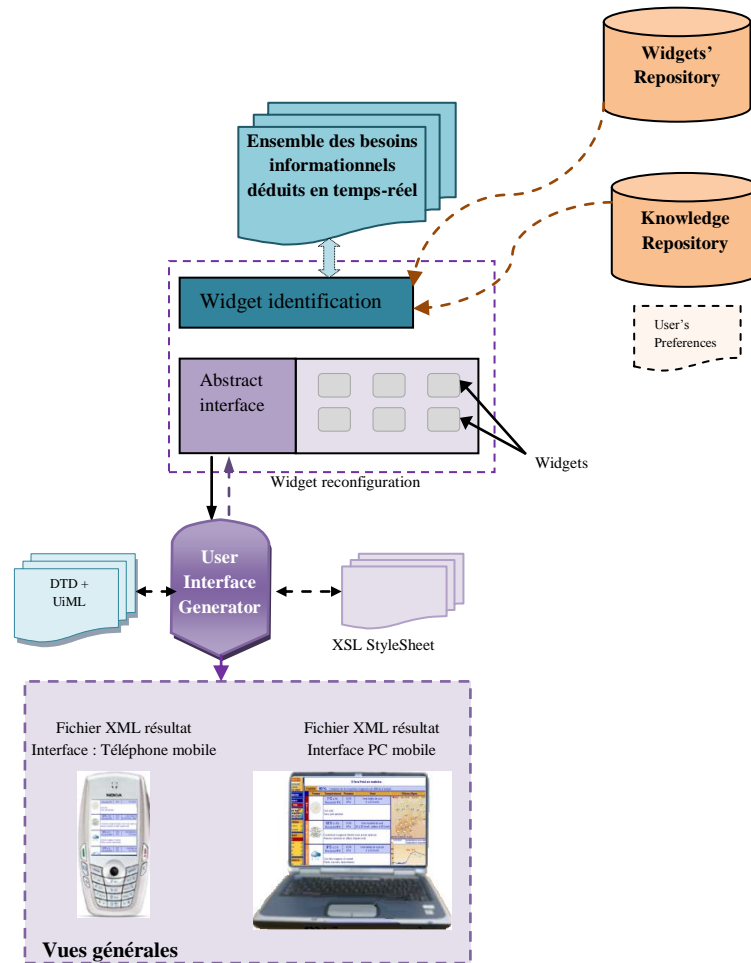 Widgets'
Repository
Ensemble des besoins
informationnels
déduits en temps-réel
Knowledge
Repository
Widget identification
User's
Preferences
Abstract
interface
Widgets
Widget reconfiguration
User
Interface
Generator
DTD +
UiML
XSL StyleSheet
Fichier XML résultat
Interface : Téléphone mobile
Fichier XML résultat
Interface PC mobile
NOKIA
Vues générales